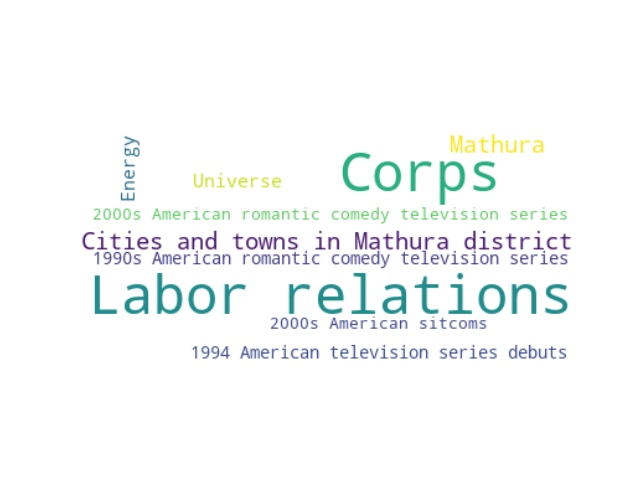 Energy
Mathura
Corps
Universe
2000s American romantic comedy television series
Cities and towns in Mathura district
1990s American romantic comedy television series
Labor relations
2000s American sitcoms
1994 American television series debuts